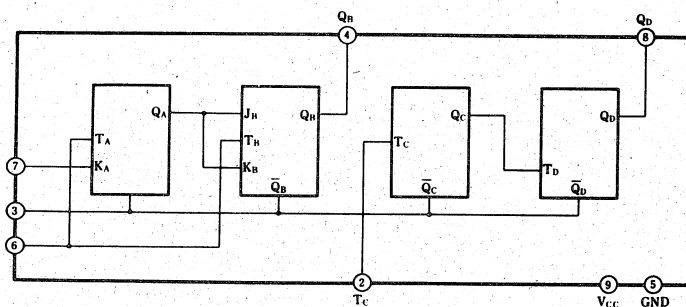 QB QD
4 8
QA JB QB QC QD
TA TB TC
7 KA KB TD
QB QC QD
3
6
2 9 5
TC VCC GND